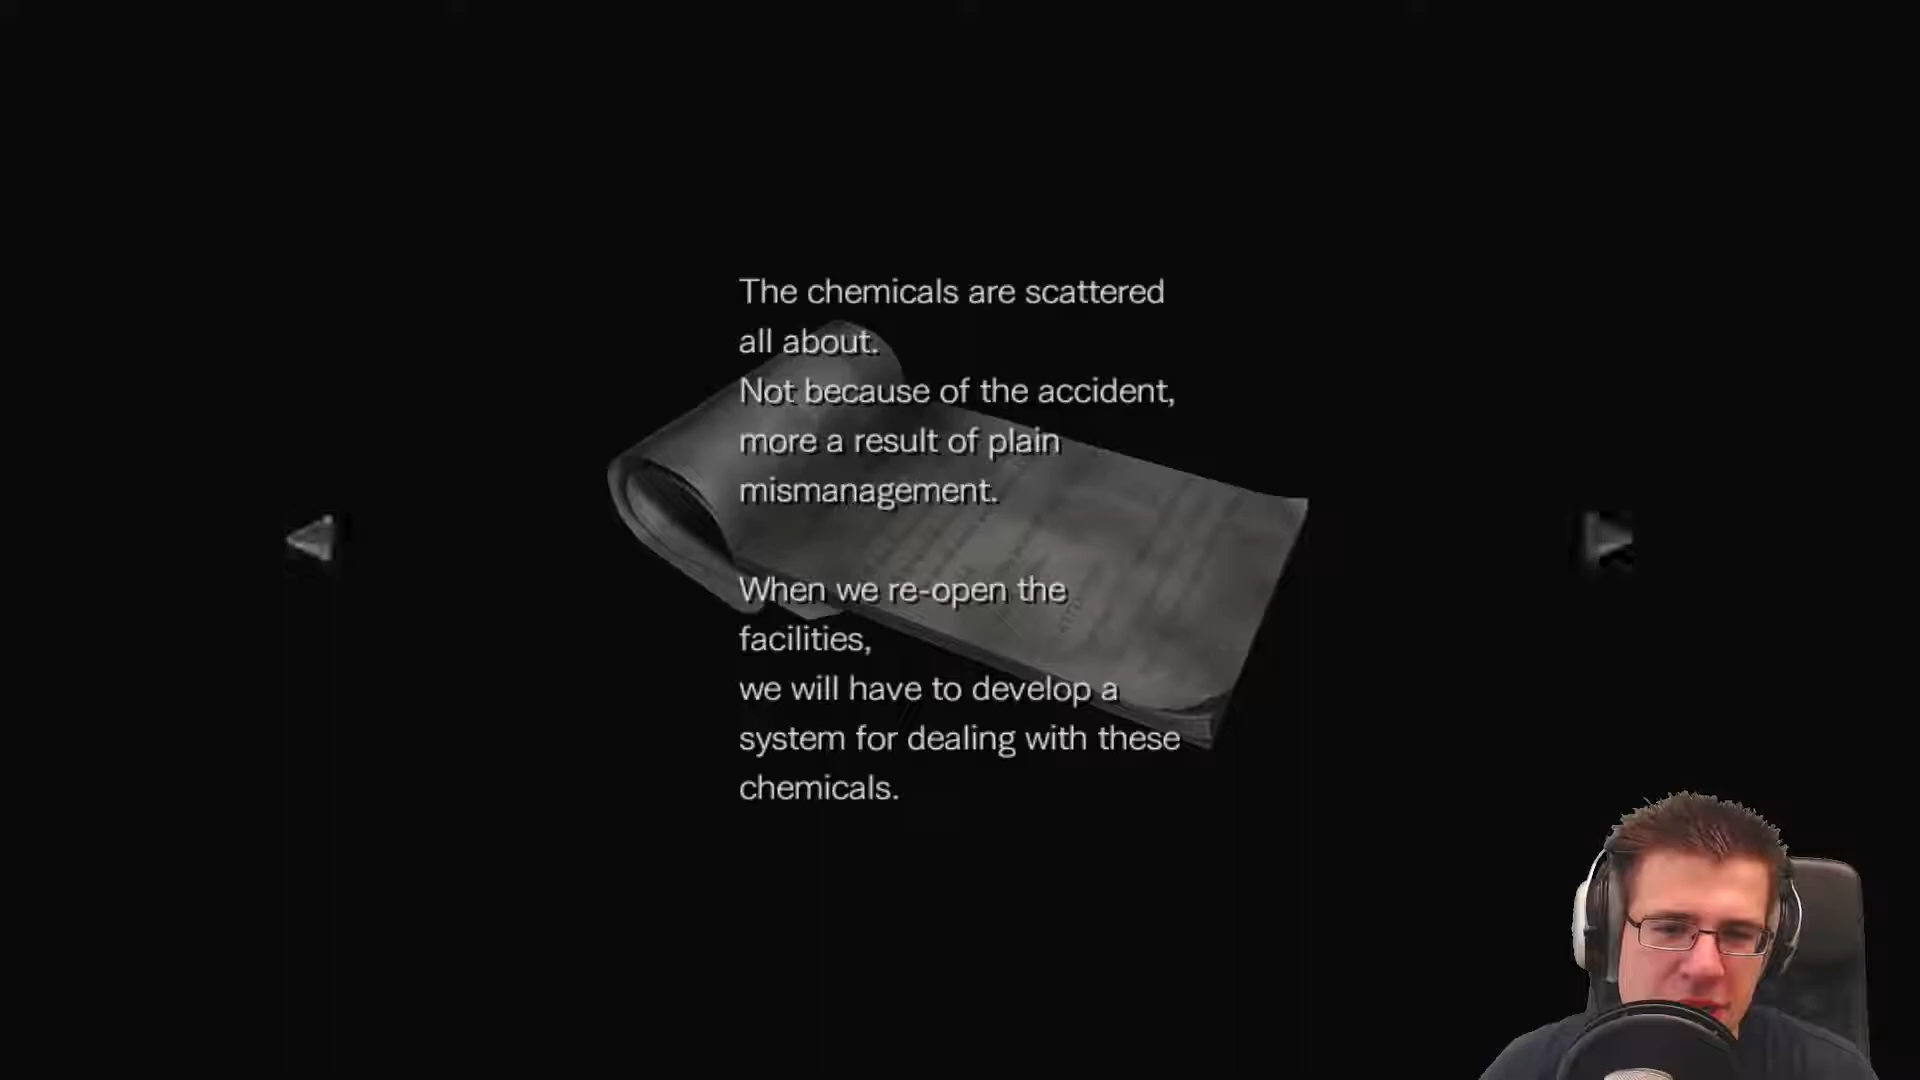 The chemicals are scattered
all about.
Not because of the accident,
more a result of plain
mismanagement.
When we re-open the
facilities,
we will have to develop a
system for dealing with these
chemicals.